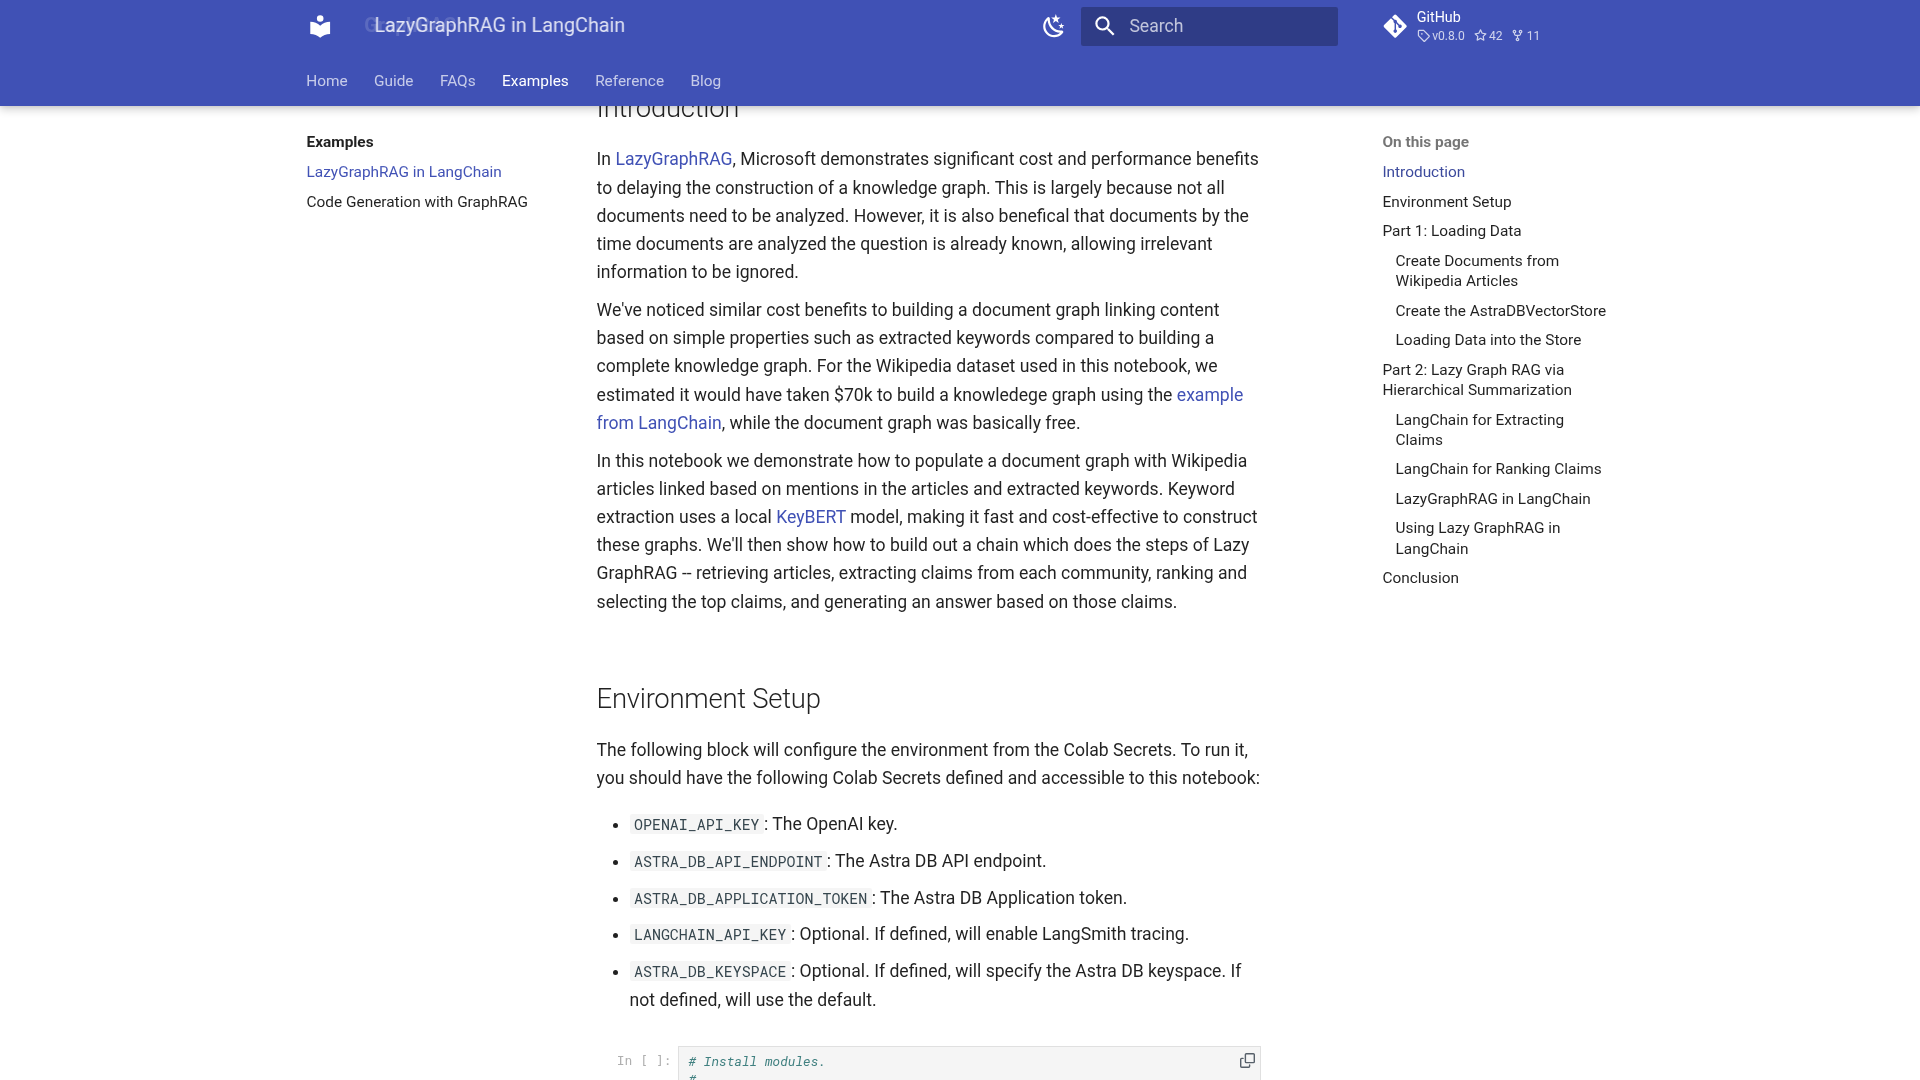 LazyGraphRAG in LangChain
Search
GitHub
v0.8.0 42 11
Home Guide FAQs Examples Reference Blog
Examples
LazyGraphRAG in LangChain
Code Generation with GraphRAG
Introduction
In LazyGraphRAG, Microsoft demonstrates significant cost and performance benefits
to delaying the construction of a knowledge graph. This is largely because not all
documents need to be analyzed. However, it is also benefical that documents by the
time documents are analyzed the question is already known, allowing irrelevant
information to be ignored.
We've noticed similar cost benefits to building a document graph linking content
based on simple properties such as extracted keywords compared to building a
complete knowledge graph. For the Wikipedia dataset used in this notebook, we
estimated it would have taken $70k to build a knowledege graph using the example
from LangChain, while the document graph was basically free.
In this notebook we demonstrate how to populate a document graph with Wikipedia
articles linked based on mentions in the articles and extracted keywords. Keyword
extraction uses a local KeyBERT model, making it fast and cost-effective to construct
these graphs. We'll then show how to build out a chain which does the steps of Lazy
GraphRAG -- retrieving articles, extracting claims from each community, ranking and
selecting the top claims, and generating an answer based on those claims.
Environment Setup
The following block will configure the environment from the Colab Secrets. To run it,
you should have the following Colab Secrets defined and accessible to this notebook:
• OPENAI_API_KEY: The OpenAI key.
• ASTRA_DB_API_ENDPOINT: The Astra DB API endpoint.
• ASTRA_DB_APPLICATION_TOKEN: The Astra DB Application token.
• LANGCHAIN_API_KEY: Optional. If defined, will enable LangSmith tracing.
• ASTRA_DB_KEYSPACE: Optional. If defined, will specify the Astra DB keyspace. If
not defined, will use the default.
In [ ]:
# Install modules.
#
On this page
Introduction
Environment Setup
Part 1: Loading Data
Create Documents from
Wikipedia Articles
Create the AstraDBVectorStore
Loading Data into the Store
Part 2: Lazy Graph RAG via
Hierarchical Summarization
LangChain for Extracting
Claims
LangChain for Ranking Claims
LazyGraphRAG in LangChain
Using Lazy GraphRAG in
LangChain
Conclusion